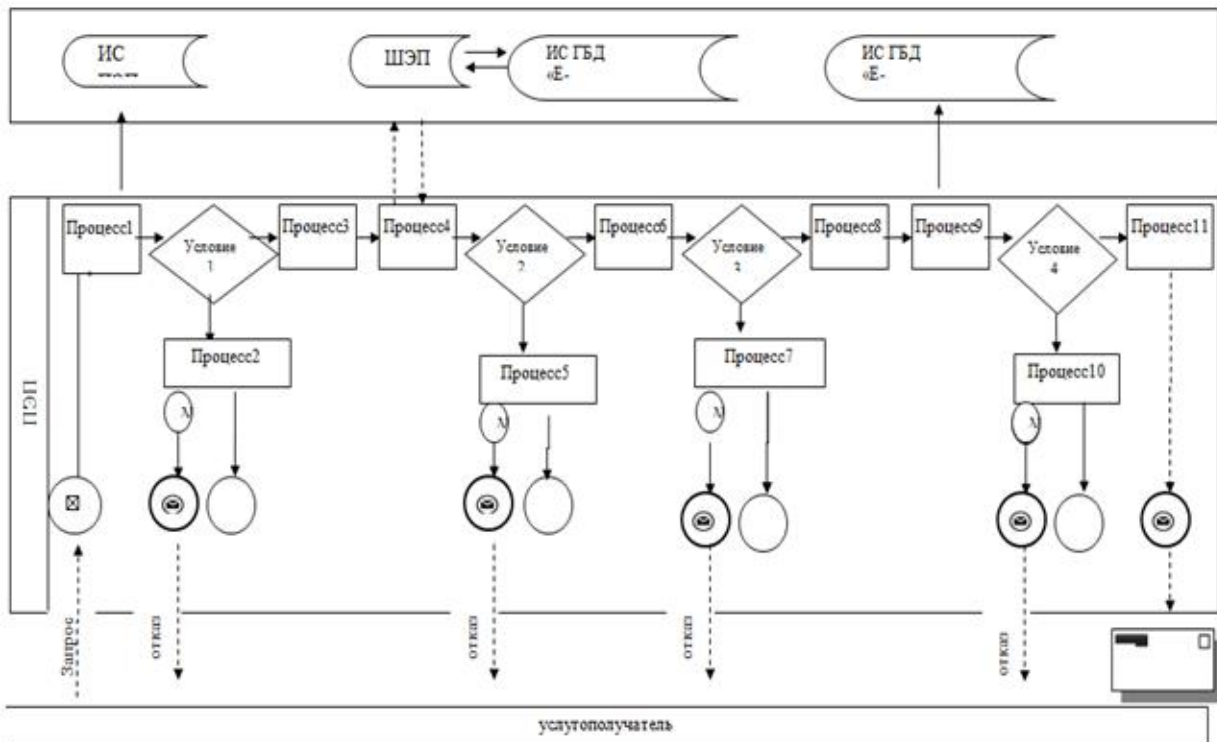 ИС
ШЭП
ИС ГБД
«Е-
ИС ГБД
«Е-
Процесс1
Условие
1
Процесс3
Процесс4
Условие
2
Процесс6
Условие
3
Процесс8
Процесс9
Условие
4
Процесс11
Процесс2
Процесс5
Процесс7
Процесс10
ПЭП
Запрос
отказ
отказ
отказ
отказ
услугополучатель